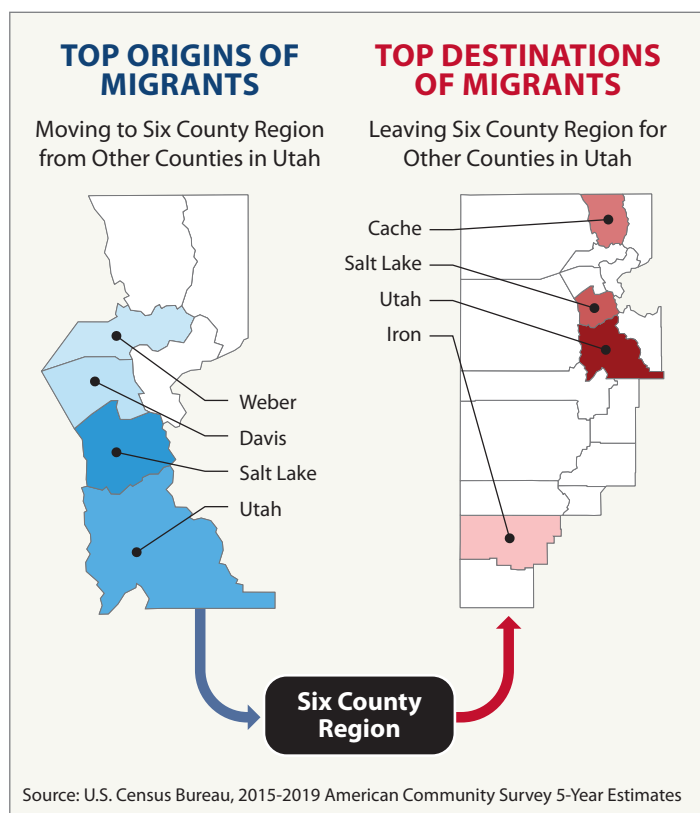 TOP ORIGINS OF
MIGRANTS
Moving to Six County Region
from Other Counties in Utah
Weber
Davis
Salt Lake
Utah
TOP DESTINATIONS
OF MIGRANTS
Leaving Six County Region for
Other Counties in Utah
Cache
Salt Lake
Utah
Iron
Six County
Region
Source: U.S. Census Bureau, 2015-2019 American Community Survey 5-Year Estimates